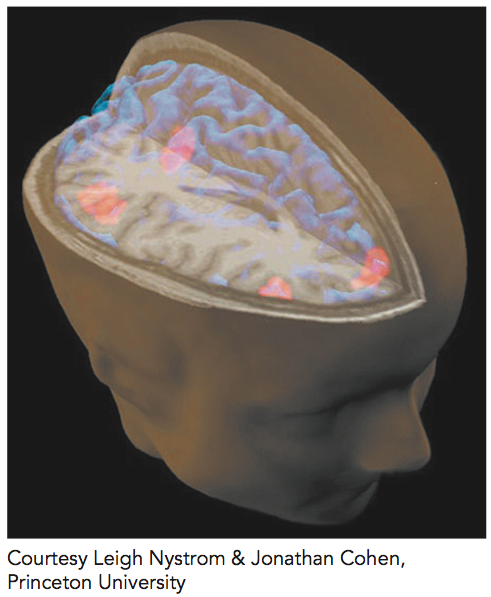 Courtesy Leigh Nystrom & Jonathan Cohen,
Princeton University